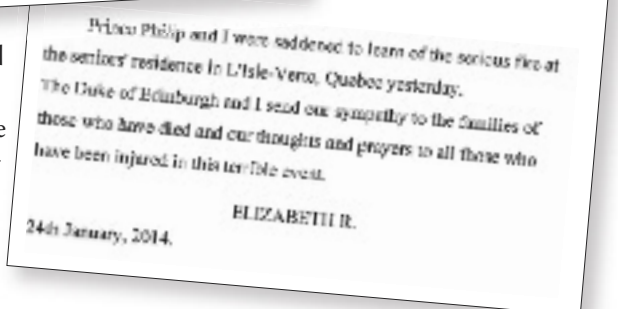 Prince Philip and I were saddened to learn of the serious fire at
the seniors' residence in L'Isle-Verte, Quebec yesterday.
The Duke of Edinburgh and I send our sympathy to the families of
those who have died and our thoughts and prayers to all those who
have been injured in this terrible event.
ELIZABETH R.
24th January, 2014.